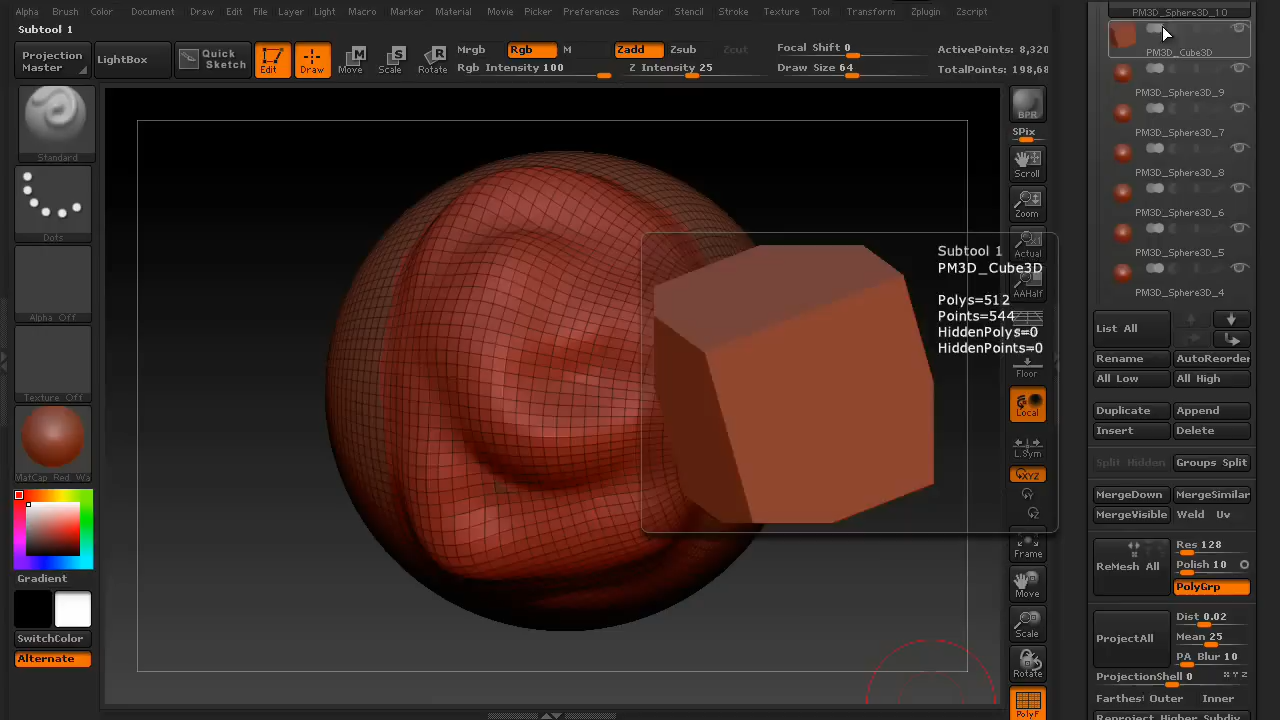 Alpha Brush Color Document Draw Edit File Layer Light Macro Marker Material Movie Picker Preferences Render Stencil Stroke Texture Tool Transform Zplugin Zscript
Subtool 1
Projection Master
LightBox
Quick Sketch
Edit
Draw
Move
Scale
Rotate
Mrgb Rgb M
Rgb Intensity 100
Zadd Zsub Zcut
Z Intensity 25
Focal Shift 0
Draw Size 64
ActivePoints: 8,320
TotalPoints: 198,68
Standard
Dots
Alpha Off
Texture Off
MatCap Red Wa
Gradient
SwitchColor
Alternate
Subtool 1
PM3D_Cube3D
Polys=512
Points=544
HiddenPolys=0
HiddenPoints=0
BPR
SPix
Scroll
Zoom
Actual
AAHalf
Floor
Local
L.Sym
XYZ
Y
Z
Frame
Move
Scale
Rotate
PolyF
PM3D_Sphere3D_10
PM3D_Cube3D
PM3D_Sphere3D_9
PM3D_Sphere3D_7
PM3D_Sphere3D_8
PM3D_Sphere3D_6
PM3D_Sphere3D_5
PM3D_Sphere3D_4
List All
Rename AutoReorder
All Low All High
Duplicate Append
Insert Delete
Split Hidden Groups Split
MergeDown MergeSimilar
MergeVisible Weld Uv
ReMesh All
Res 128
Polish 10
PolyGrp
ProjectAll
Dist 0.02
Mean 25
PA Blur 10
ProjectionShell 0 X Y Z
Farthest Outer Inner
Reproject Higher Subdiv